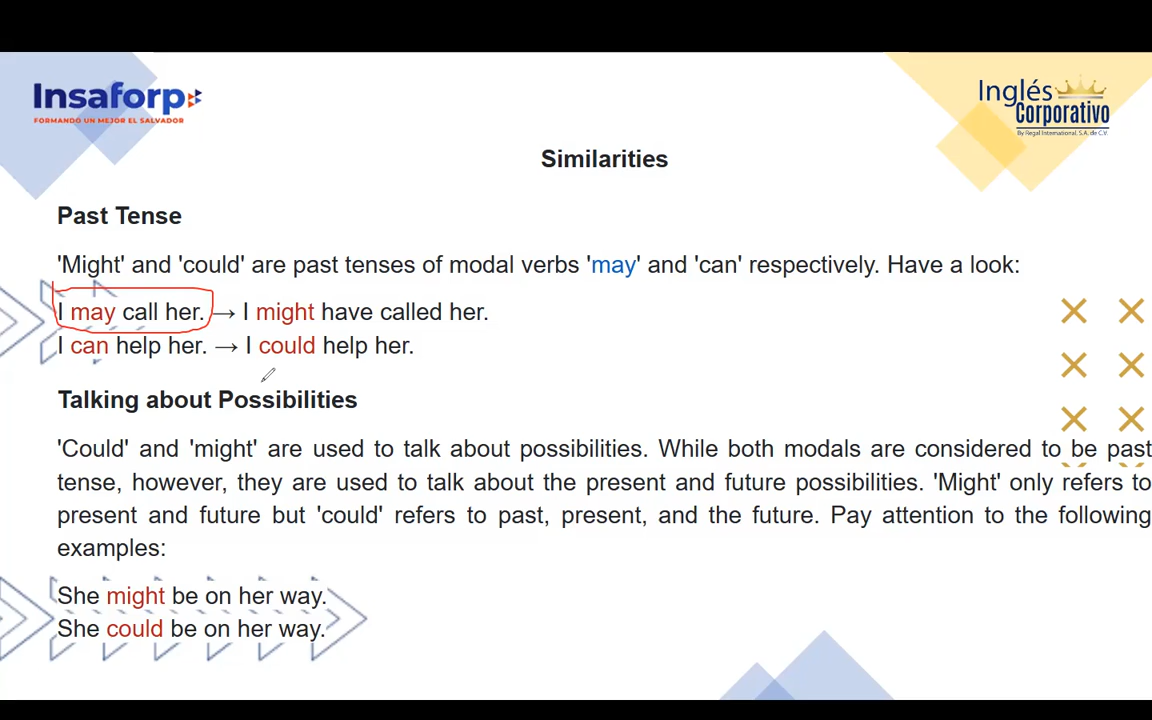 Insaforp
FORMANDO UN MEJOR EL SALVADOR
Inglés
Corporativo
By Regal International, S.A. de C.V.
Similarities
Past Tense
'Might' and 'could' are past tenses of modal verbs 'may' and 'can' respectively. Have a look:
I may call her. → I might have called her.
I can help her. → I could help her.
Talking about Possibilities
'Could' and 'might' are used to talk about possibilities. While both modals are considered to be past
tense, however, they are used to talk about the present and future possibilities. 'Might' only refers to
present and future but 'could' refers to past, present, and the future. Pay attention to the following
examples:
She might be on her way.
She could be on her way.